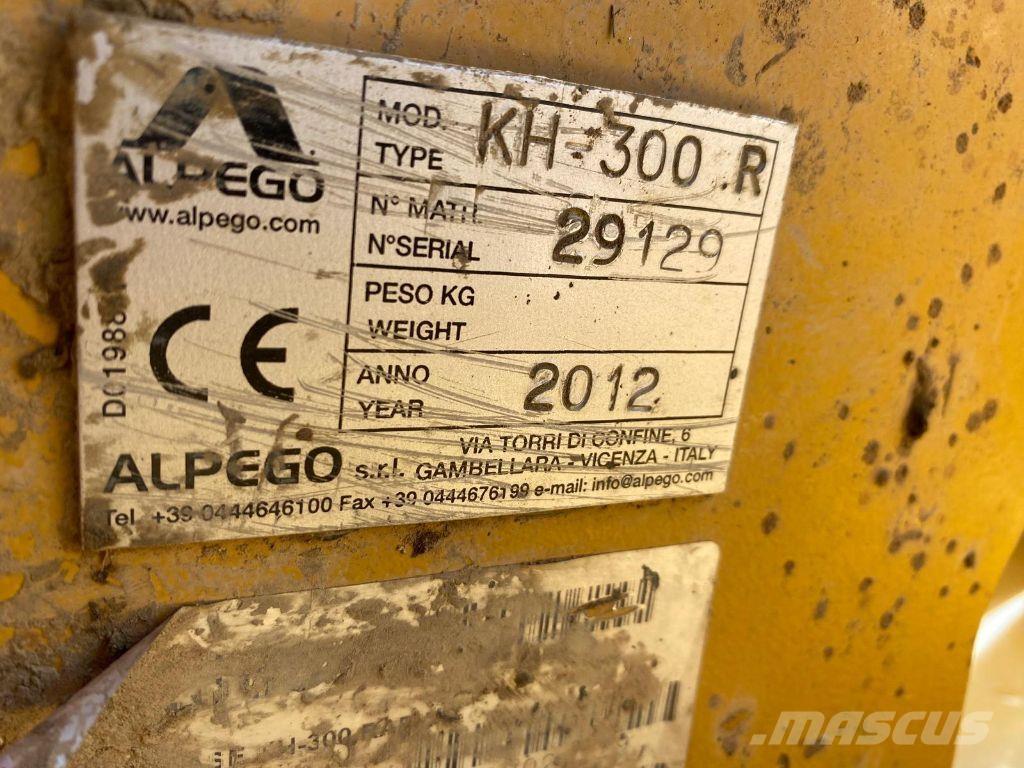 ALPEGO
www.alpego.com
MOD. TYPE KH-300.R
N° MATR. N°SERIAL 29129
PESO KG
WEIGHT
ANNO YEAR 2012
CE
ALPEGO s.r.l.
VIA TORRI DI CONFINE, 6
GAMBELLARA - VICENZA - ITALY
Tel +39 0444646100 Fax +39 0444676199 e-mail: info@alpego.com
MASCUS